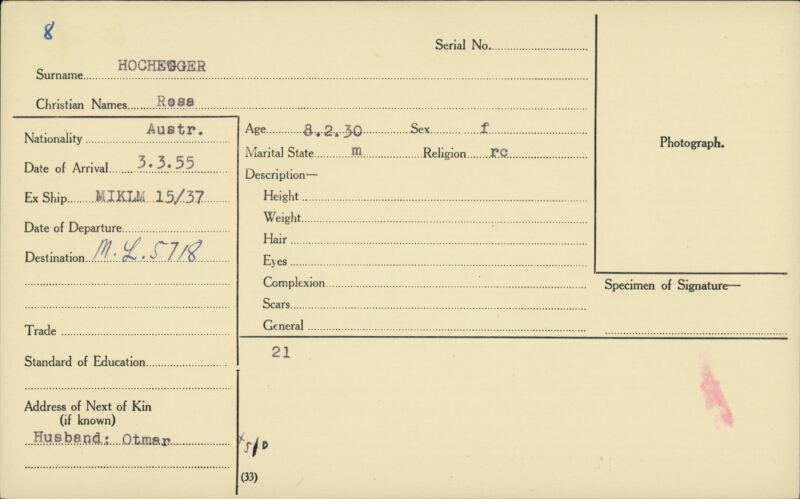 8
Serial No.
Surname HOCHEGGER
Christian Names Rosa
Nationality Austr.
Date of Arrival 3.3.55
Ex Ship MIKLM 15/37
Date of Departure
Destination M.L. 5718
Trade
Standard of Education
Address of Next of Kin
(if known)
Husband: Otmar
Age 8.2.30 Sex f
Marital State m Religion rc
Description—
Height
Weight
Hair
Eyes
Complexion
Scars
General
21
S/D
(33)
Photograph.
Specimen of Signature—